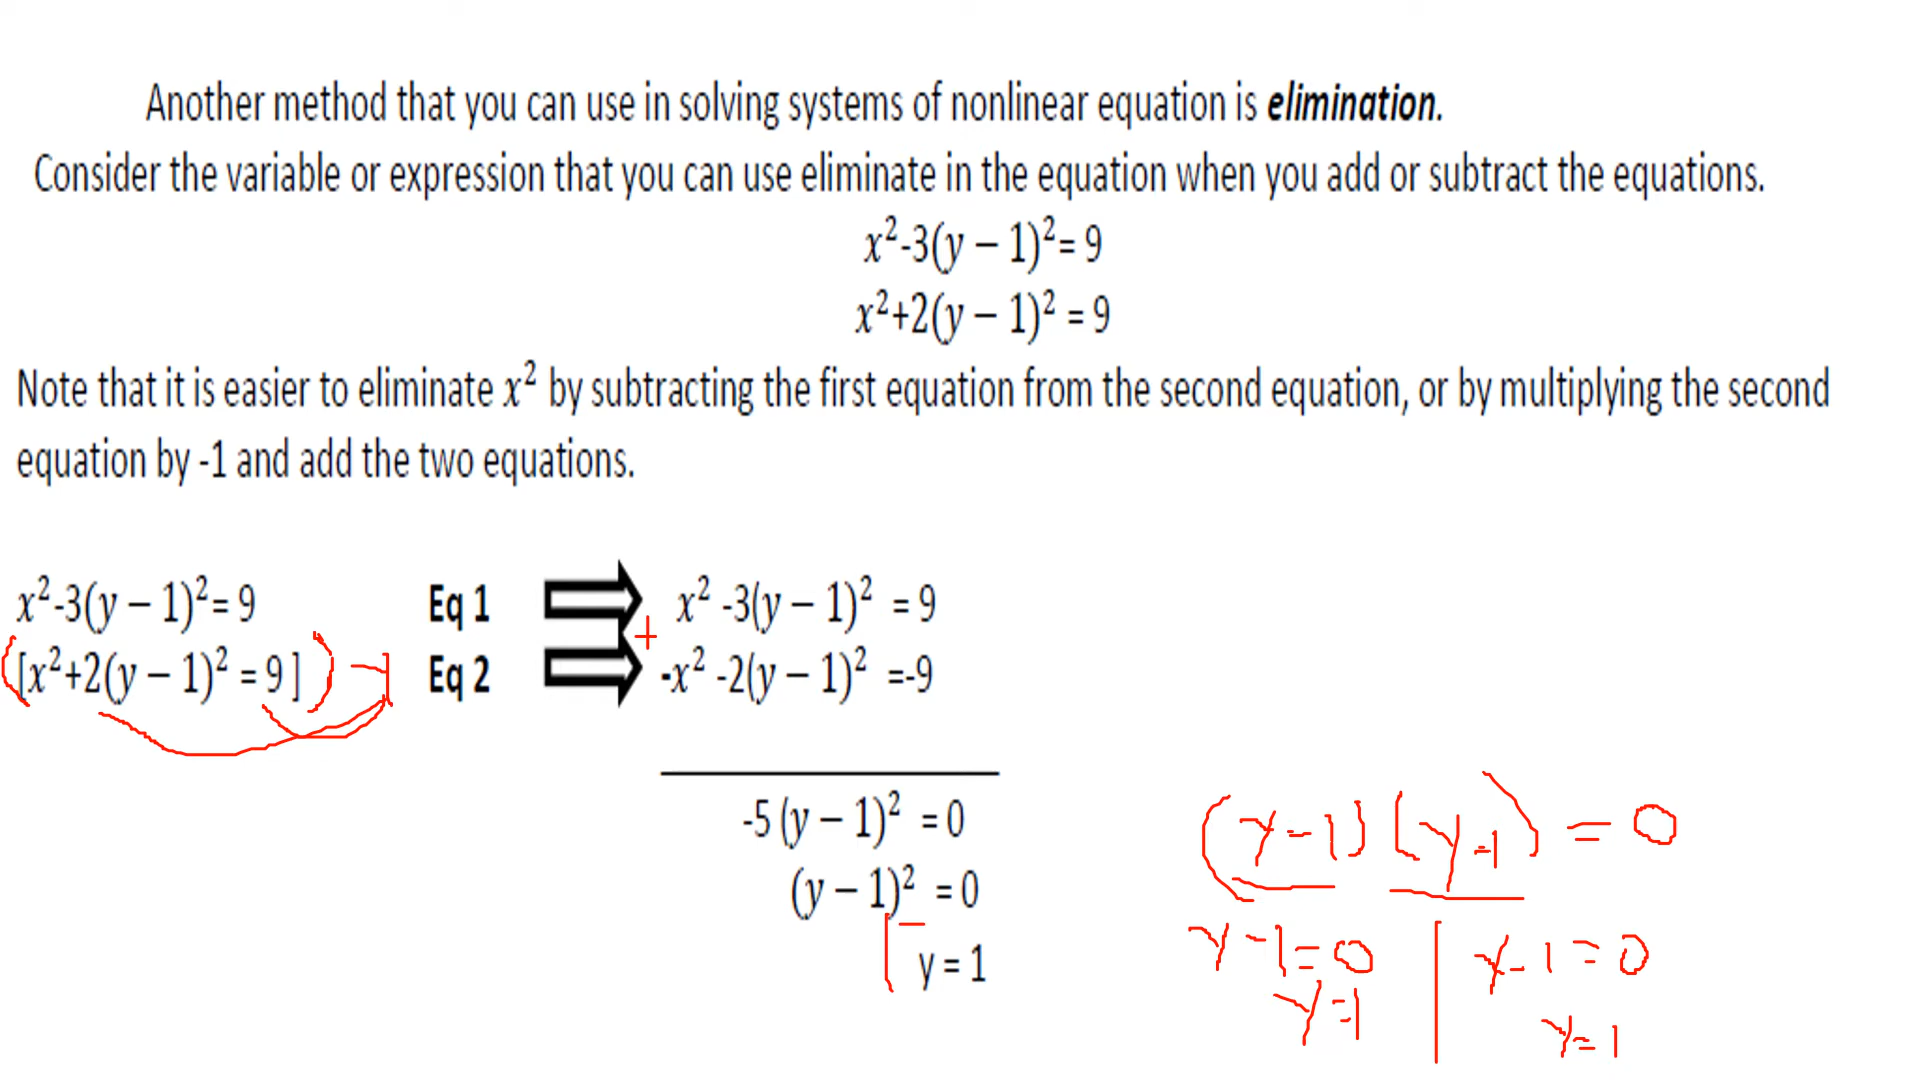 Another method that you can use in solving systems of nonlinear equation is elimination.
Consider the variable or expression that you can use eliminate in the equation when you add or subtract the equations.
x²-3(y – 1)²= 9
x²+2(y – 1)² = 9
Note that it is easier to eliminate x² by subtracting the first equation from the second equation, or by multiplying the second
equation by -1 and add the two equations.
x²-3(y – 1)²= 9 Eq 1 x² -3(y – 1)² = 9
+
([x²+2(y – 1)² = 9 ]) -1 Eq 2 -x² -2(y – 1)² =-9
-5 (y – 1)² = 0
(y – 1)² = 0
y = 1
(y-1)(y-1) = 0
y-1=0 | y-1=0
y=1 y=1